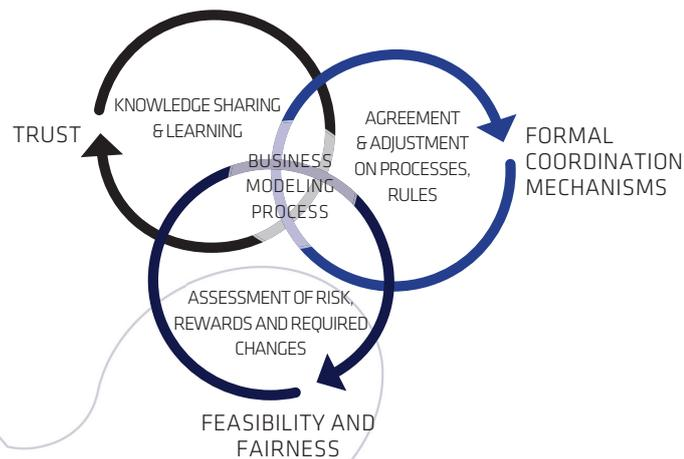 KNOWLEDGE SHARING
& LEARNING
TRUST
AGREEMENT
& ADJUSTMENT
ON PROCESSES,
RULES
FORMAL
COORDINATION
MECHANISMS
BUSINESS
MODELING
PROCESS
ASSESSMENT OF RISK,
REWARDS AND REQUIRED
CHANGES
FEASIBILITY AND
FAIRNESS